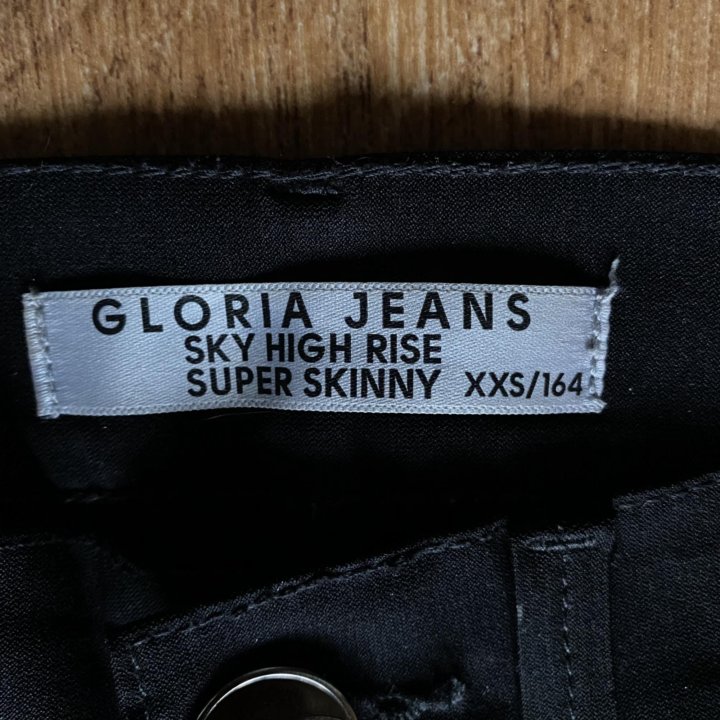 GLORIA JEANS
SKY HIGH RISE
SUPER SKINNY XXS/164